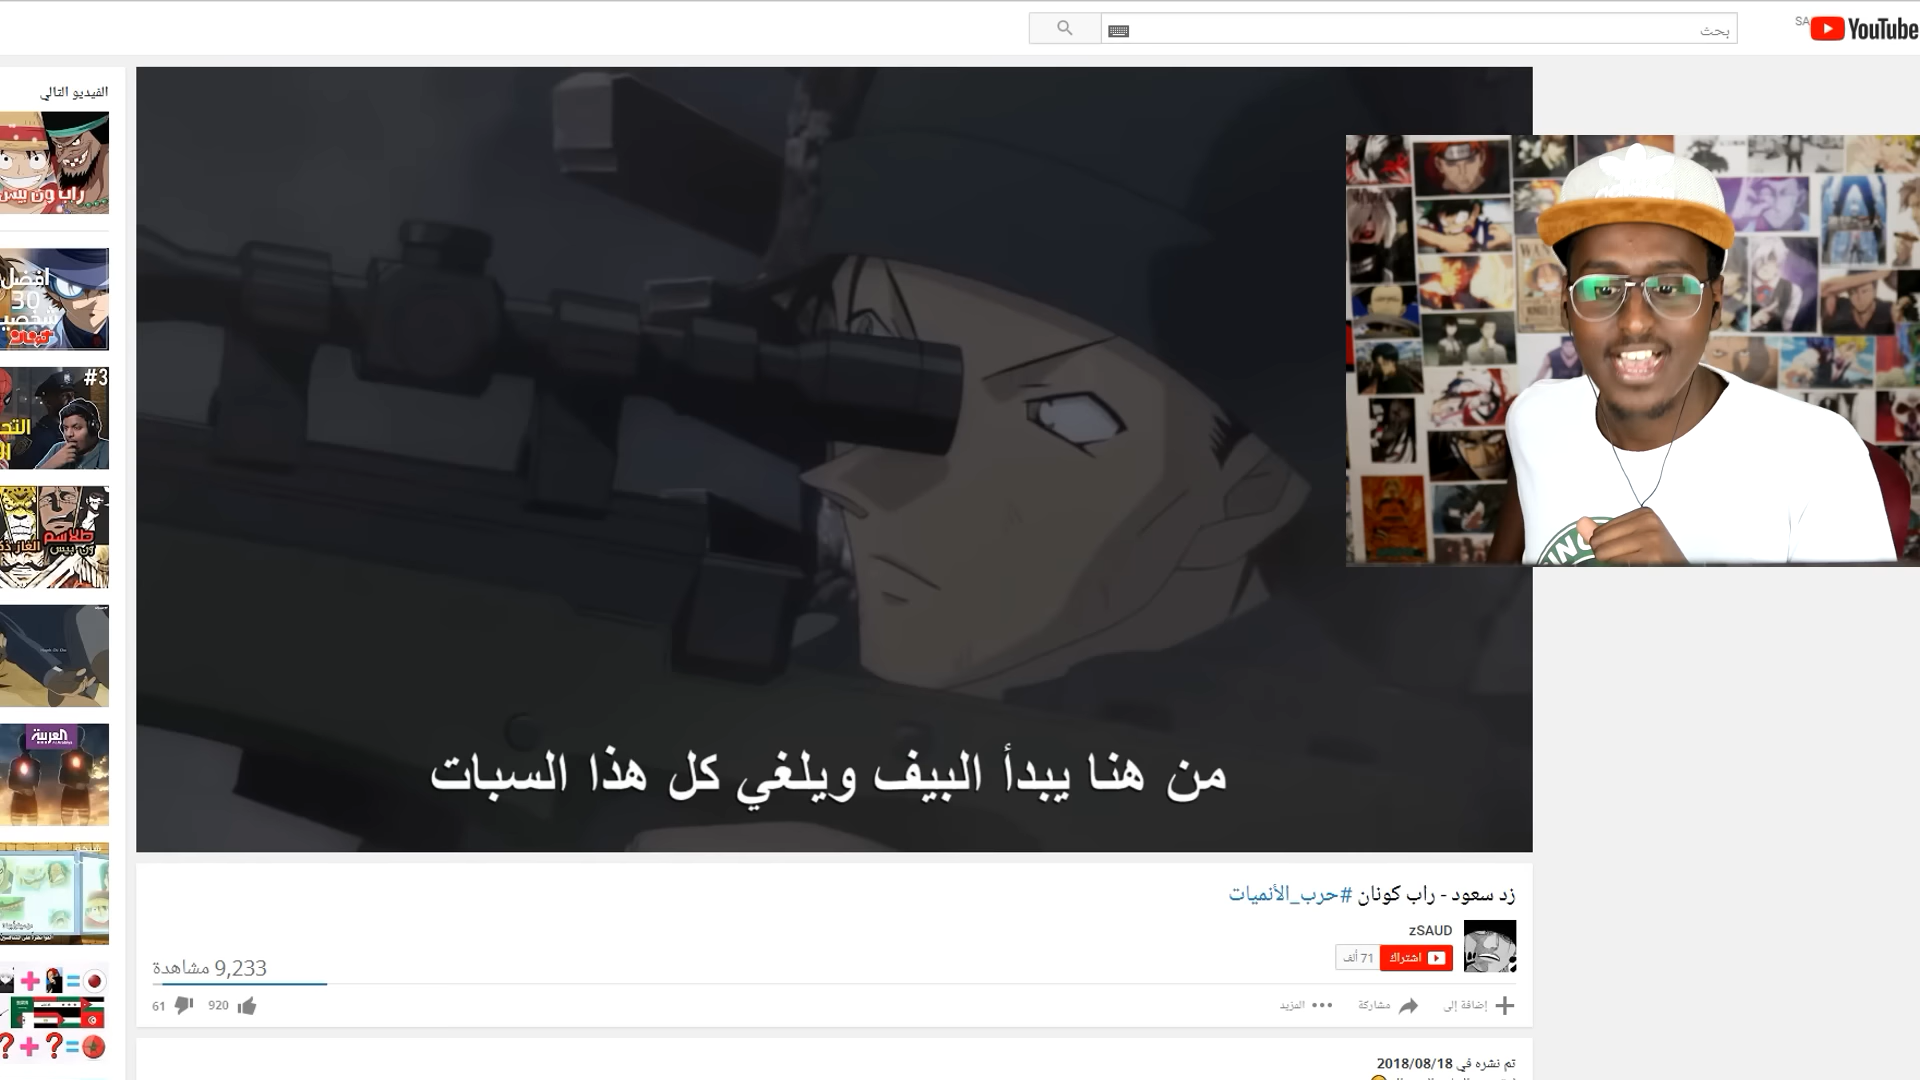 YouTube SA
بحث
الفيديو التالي
راب ون بيس
افضل
30
#3
طلاسم
العربية
من هنا يبدأ البيف ويلغي كل هذا السبات
زد سعود - راب كونان #حرب_الأنميات
zSAUD
اشتراك 71 ألف
9,233 مشاهدة
إضافة إلى مشاركة المزيد
920 61
تم نشره في 2018/08/18